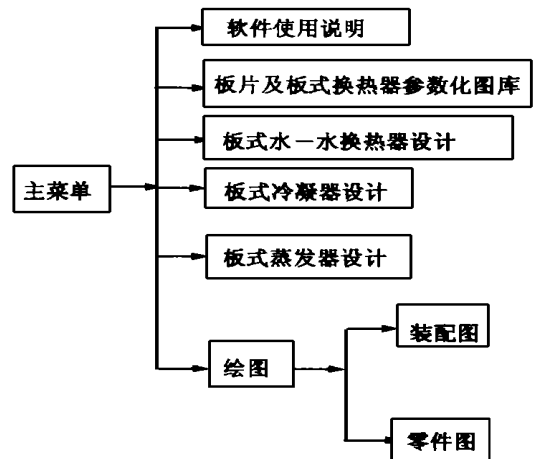 软件使用说明
板片及板式换热器参数化图库
板式水－水换热器设计
主菜单
板式冷凝器设计
板式蒸发器设计
绘图
装配图
零件图